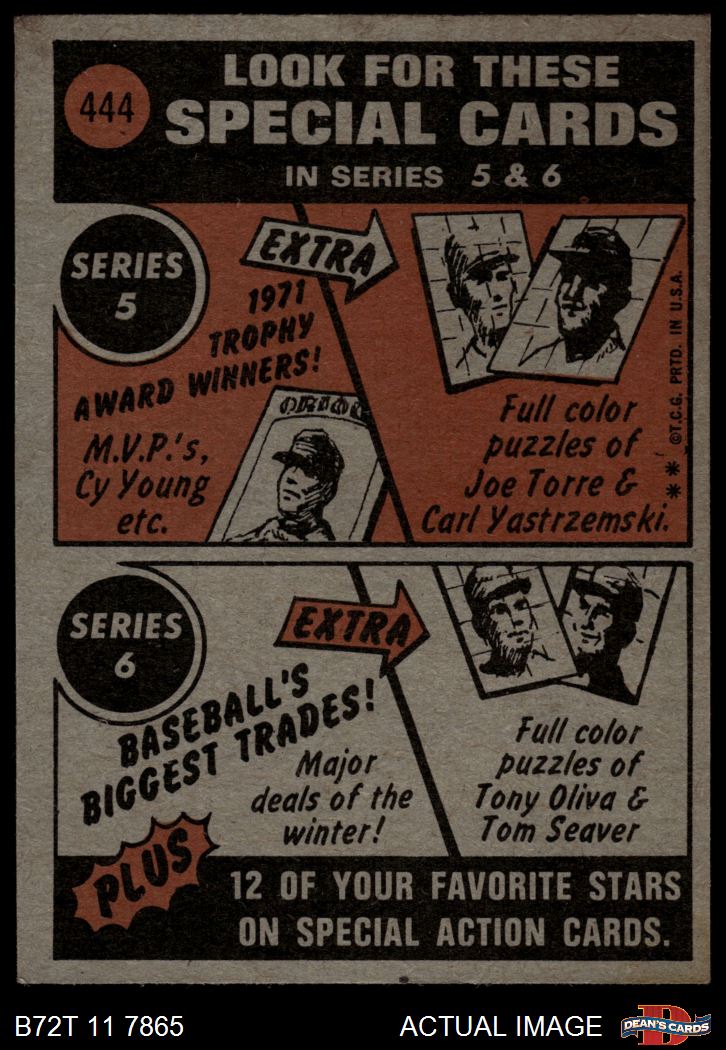 444
LOOK FOR THESE
SPECIAL CARDS
IN SERIES 5 & 6
SERIES
5
EXTRA
1971
TROPHY
AWARD WINNERS!
M.V.P.'s,
Cy Young
etc.
ORIOL
Full color
puzzles of
Joe Torre &
Carl Yastrzemski.
* * ©T.C.G. PRTD. IN U.S.A.
SERIES
6
EXTRA
BASEBALL'S
BIGGEST TRADES!
Major
deals of the
winter!
Full color
puzzles of
Tony Oliva &
Tom Seaver
PLUS
12 OF YOUR FAVORITE STARS
ON SPECIAL ACTION CARDS.
B72T 11 7865
ACTUAL IMAGE
D
DEAN'S CARDS